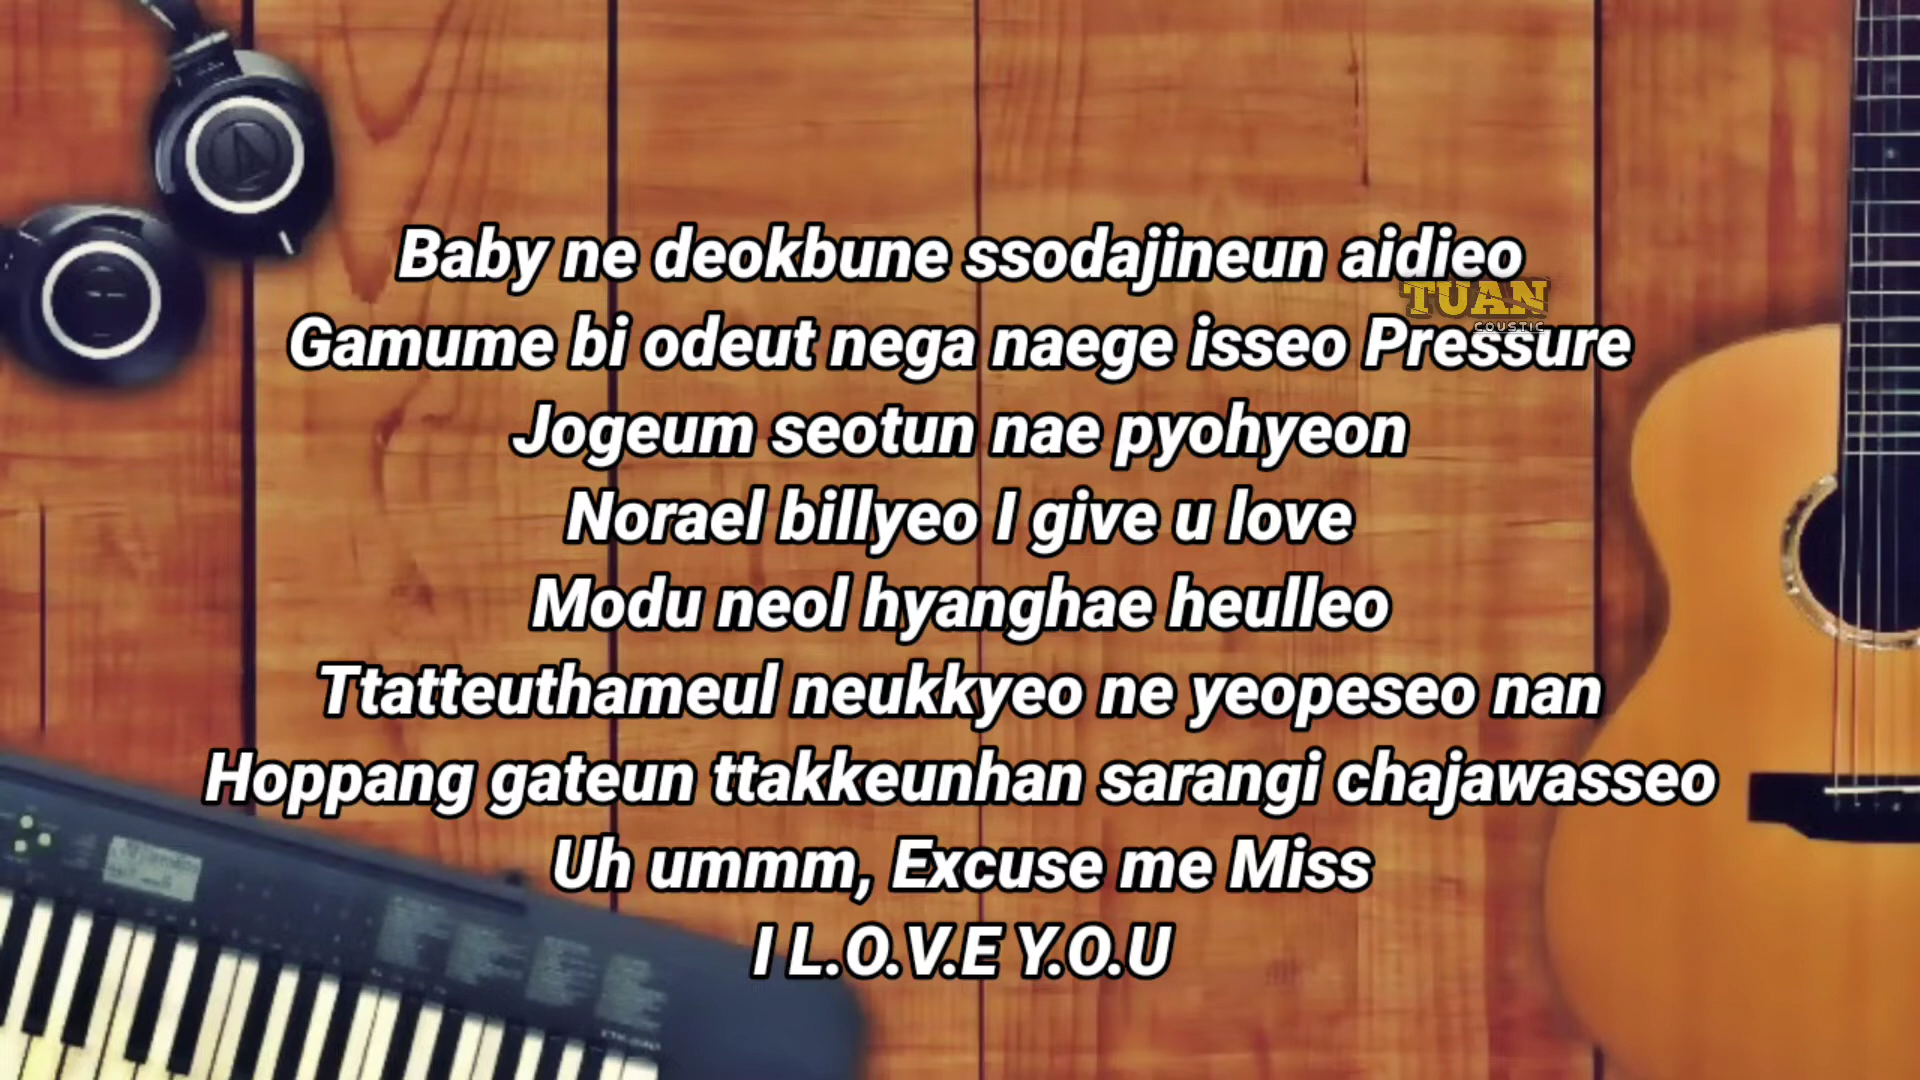 Baby ne deokbune ssodajineun aidieo
TUAN
COUSTIC
Gamume bi odeut nega naege isseo Pressure
Jogeum seotun nae pyohyeon
Norael billyeo I give u love
Modu neol hyanghae heulleo
Ttatteuthameul neukkyeo ne yeopeseo nan
Hoppang gateun ttakkeunhan sarangi chajawasseo
Uh ummm, Excuse me Miss
I L.O.V.E Y.O.U